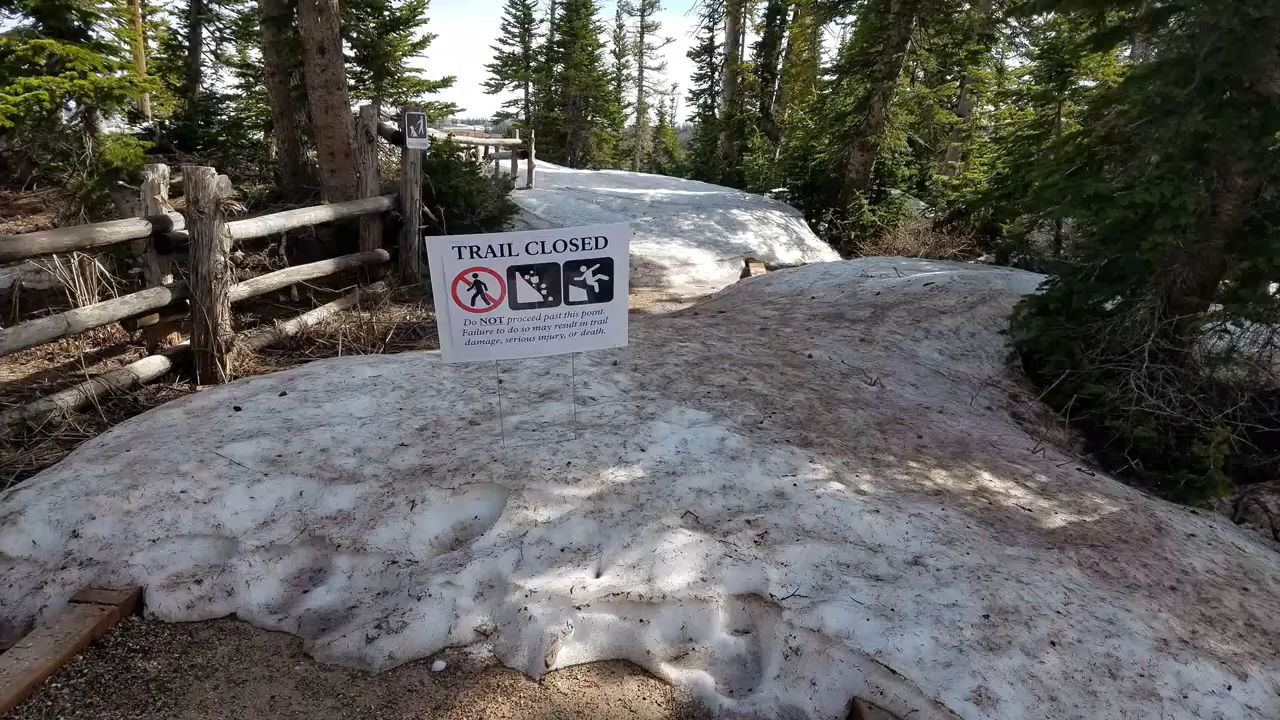 TRAIL CLOSED
Do NOT proceed past this point.
Failure to do so may result in trail
damage, serious injury, or death.